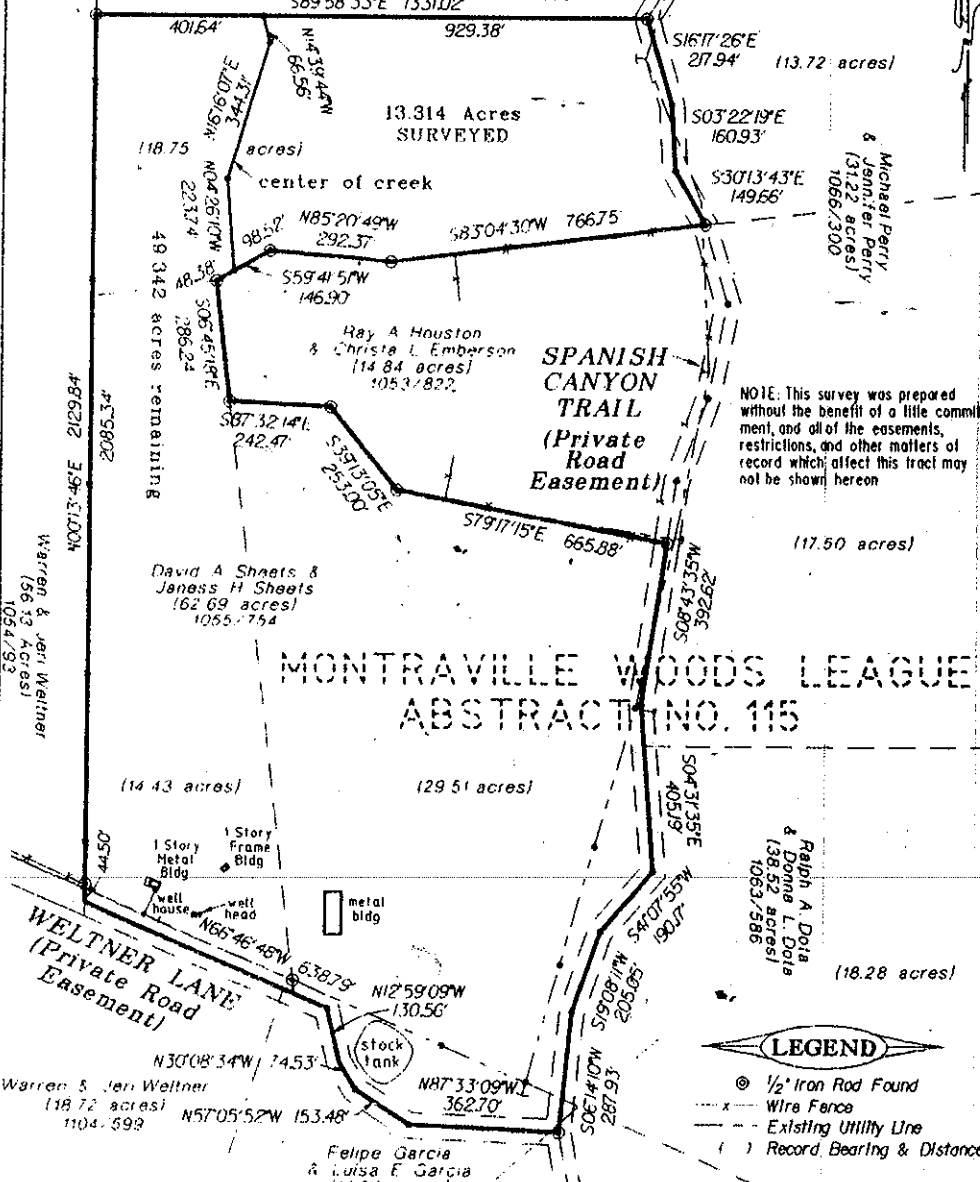 S89°58'33"E 1331.02'
401.64'
929.38'
N14°39'44"W
66.56'
S16°17'26"E
217.94'
(13.72 acres)
N16°16'07"E
344.31'
13.314 Acres
SURVEYED
S03°22'19"E
160.93'
(18.75 acres)
center of creek
S30°13'43"E
149.66'
Michael Perry
& Jennifer Perry
(31.22 acres)
1066/300
N04°26'10"W
223.74'
98.52'
N85°20'49"W
292.37'
S83°04'30"W 766.75
48.38'
S59°41'51"W
146.90'
S06°45'18"E
286.24
49.342 acres remaining
Ray A Houston
& Christa L Emberson
(14.84 acres)
1053/822
SPANISH
CANYON
TRAIL
(Private
Road
Easement)
NOTE: This survey was prepared
without the benefit of a title commit
ment, and all of the easements,
restrictions, and other matters of
record which affect this tract may
not be shown hereon
N00°13'46"E 2129.84'
2085.34'
S87°32'14"E
242.47'
S39°13'05"E
253.00'
S79°17'15"E 665.88'
(17.50 acres)
Warren & Jeri Weltner
(56.13 Acres)
1054/93
David A Sheets &
Janess H Sheets
(62.69 acres)
1055/754
S08°43'35"W
392.62'
MONTRAVILLE WOODS LEAGUE
ABSTRACT NO. 115
(14.43 acres)
(29.51 acres)
S04°31'35"E
405.19'
44.50'
1 Story
Metal
Bldg
1 Story
Frame
Bldg
well
house
well
head
metal
bldg
Ralph A. Dota
& Donna L. Dota
(38.52 acres)
1063/586
N66°46'48"W 638.79'
S41°07'55"W
190.17'
WELTNER LANE
(Private Road
Easement)
(18.28 acres)
N12°59'09"W
130.56'
S19°08'11"W
205.85'
stock
tank
LEGEND
N30°08'34"W 74.53'
N87°33'09"W
362.70'
S06°14'10"W
287.93'
1/2" Iron Rod Found
Wire Fence
Existing Utility Line
( ) Record Bearing & Distance
Warren & Jeri Weltner
(18.72 acres)
1104/599
N57°05'52"W 153.48'
Felipe Garcia
& Luisa E Garcia